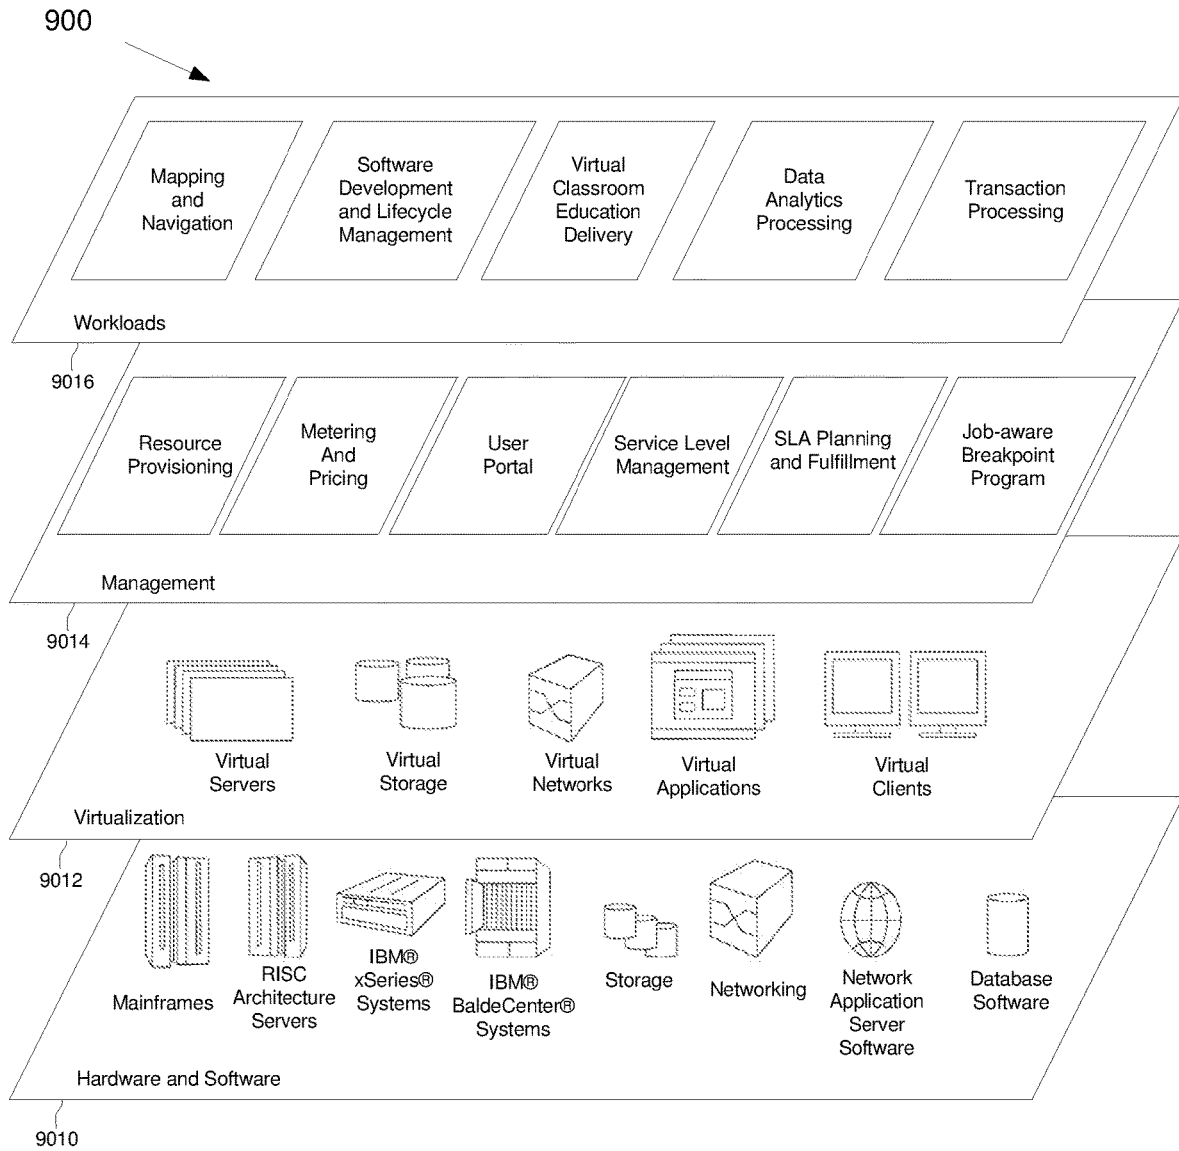 900
Mapping
and
Navigation
Software
Development
and Lifecycle
Management
Virtual
Classroom
Education
Delivery
Data
Analytics
Processing
Transaction
Processing
Workloads
9016
Resource
Provisioning
Metering
And
Pricing
User
Portal
Service Level
Management
SLA Planning
and Fulfillment
Job-aware
Breakpoint
Program
Management
9014
Virtual
Servers
Virtual
Storage
Virtual
Networks
Virtual
Applications
Virtual
Clients
Virtualization
9012
Mainframes
RISC
Architecture
Servers
IBM®
xSeries®
Systems
IBM®
BaldeCenter®
Systems
Storage
Networking
Network
Application
Server
Software
Database
Software
Hardware and Software
9010